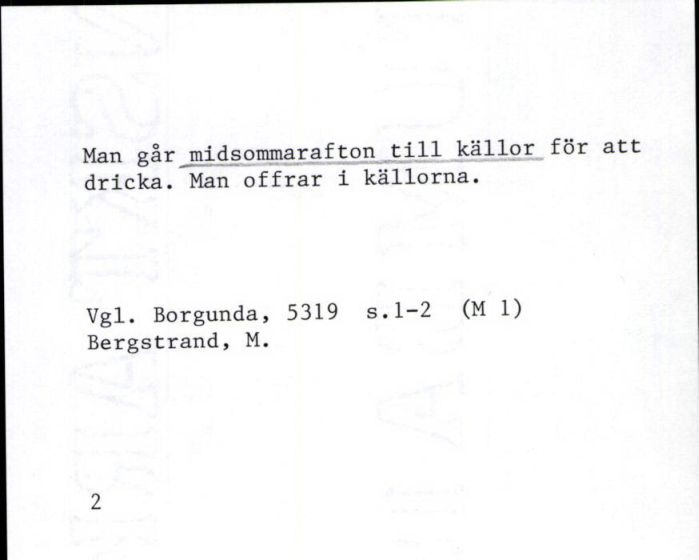 Man går midsommarafton till källor för att
dricka. Man offrar i källorna.
Vgl. Borgunda, 5319 s.1-2 (M 1)
Bergstrand, M.
2